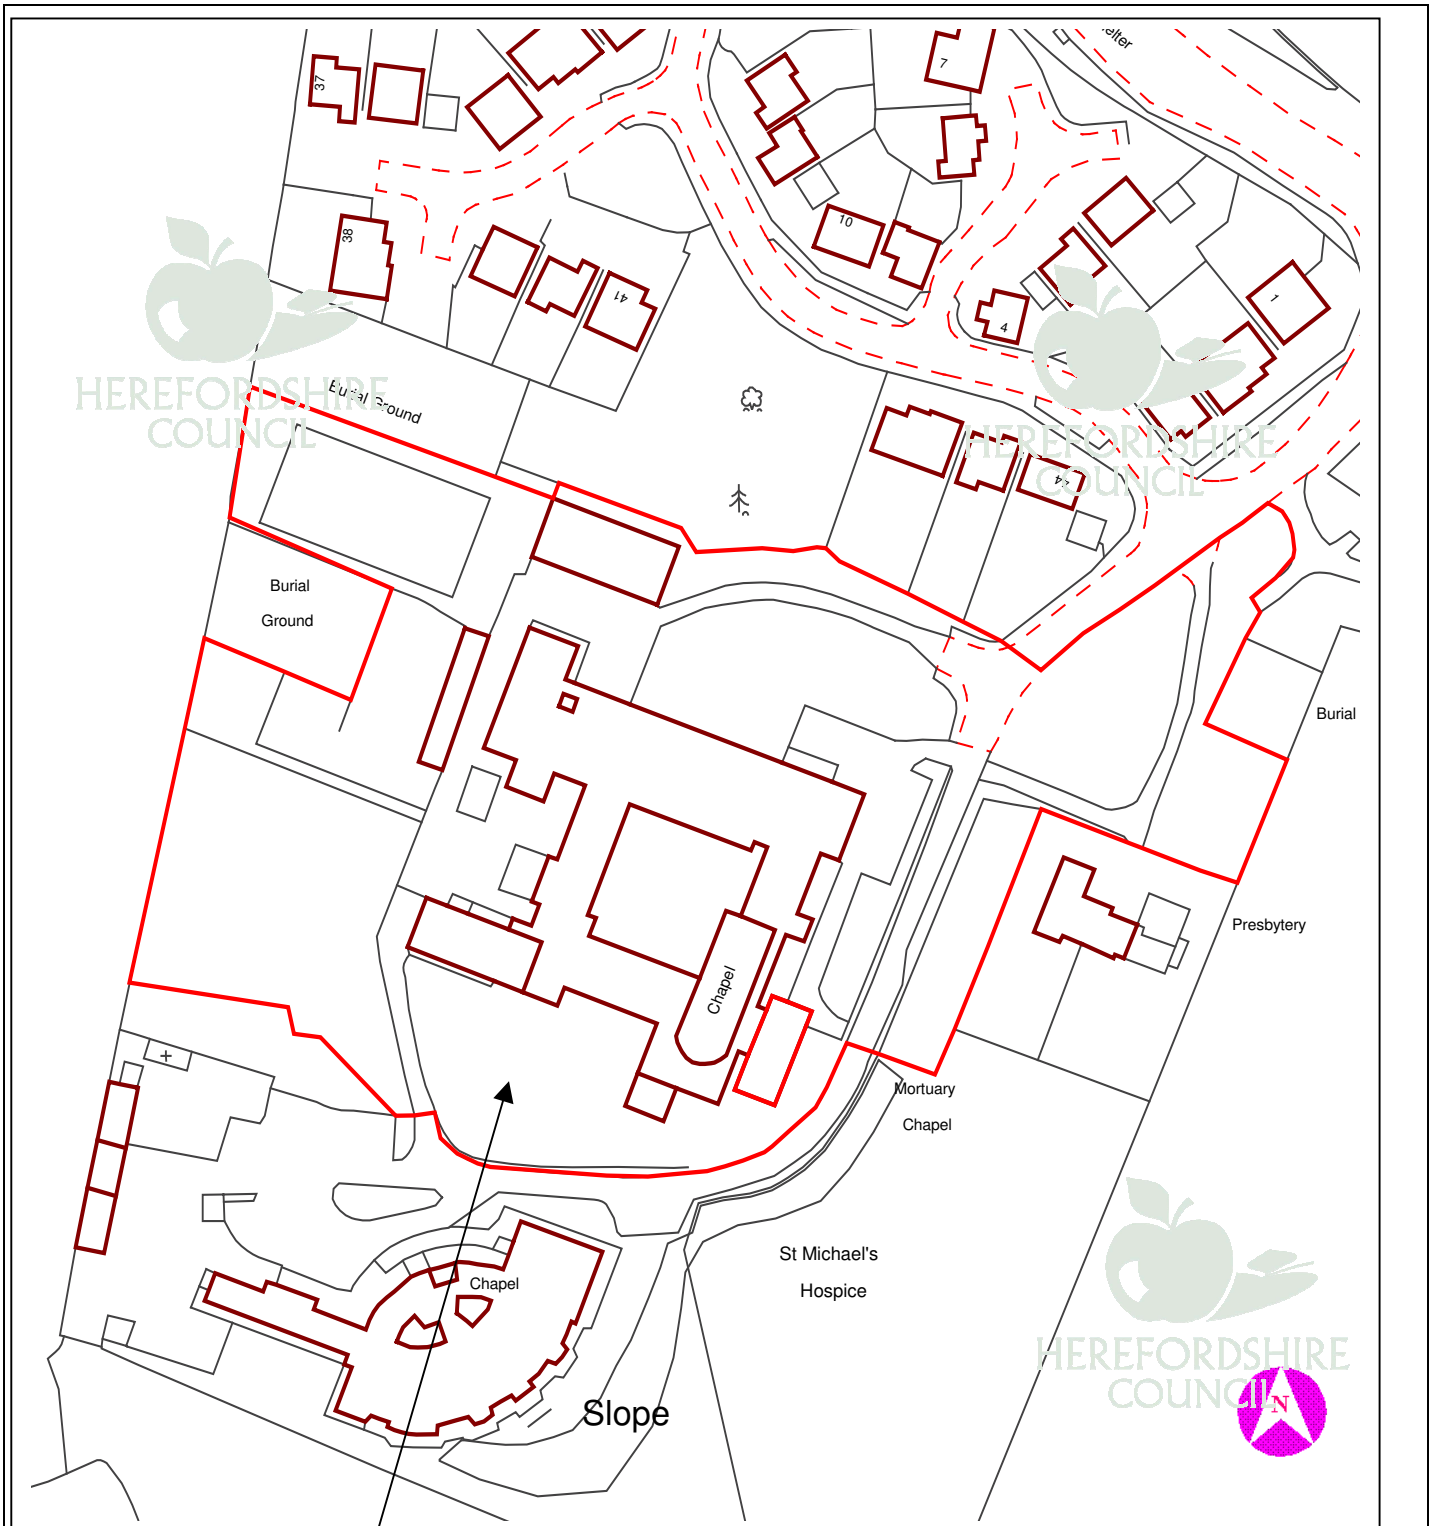 37
7
10
38
41
4
1
HEREFORDSHIRE
COUNCIL
Burial Ground
HEREFORDSHIRE
COUNCIL
44
Burial
Ground
Burial
Presbytery
Chapel
Mortuary
Chapel
St Michael's
Hospice
Chapel
HEREFORDSHIRE
COUNCIL
Slope
N